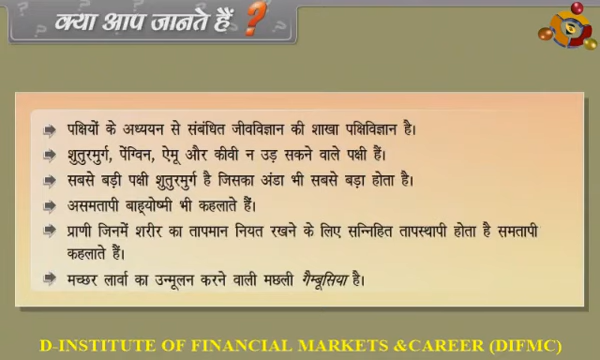 क्या आप जानते हैं ?
S
पक्षियों के अध्ययन से संबंधित जीवविज्ञान की शाखा पक्षिविज्ञान है।
शुतुरमुर्ग, पेंग्विन, ऐमू और कीवी न उड़ सकने वाले पक्षी हैं।
सबसे बड़ी पक्षी शुतुरमुर्ग है जिसका अंडा भी सबसे बड़ा होता है।
असमतापी बाह्योष्मी भी कहलाते हैं।
प्राणी जिनमें शरीर का तापमान नियत रखने के लिए सन्निहित तापस्थापी होता है समतापी
कहलाते हैं।
मच्छर लार्वा का उन्मूलन करने वाली मछली गैम्बूसिया है।
D-INSTITUTE OF FINANCIAL MARKETS &CAREER (DIFMC)